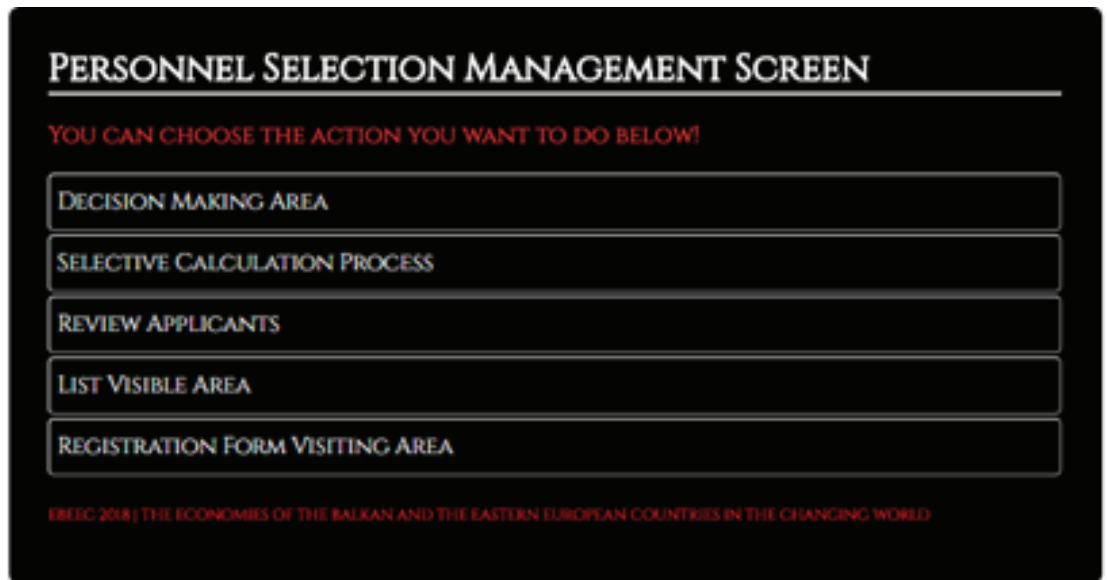 Personnel Selection Management Screen
You can choose the action you want to do below!
Decision Making Area
Selective Calculation Process
Review Applicants
List Visible Area
Registration Form Visiting Area
EBEEC 2018 | The Economies of the Balkan and the Eastern European Countries in the Changing World